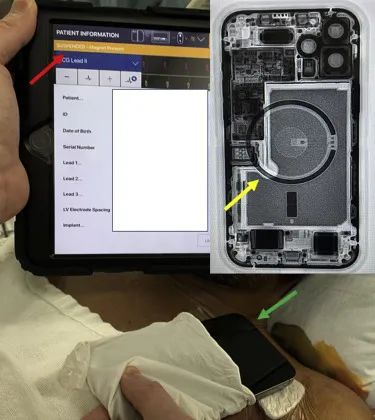 PATIENT INFORMATION
SUSPENDED - Magnet Present
CG Lead II
Patient...
ID
Date of Birth
Serial Number
Lead 1...
Lead 2...
Lead 3...
LV Electrode Spacing
Implant...